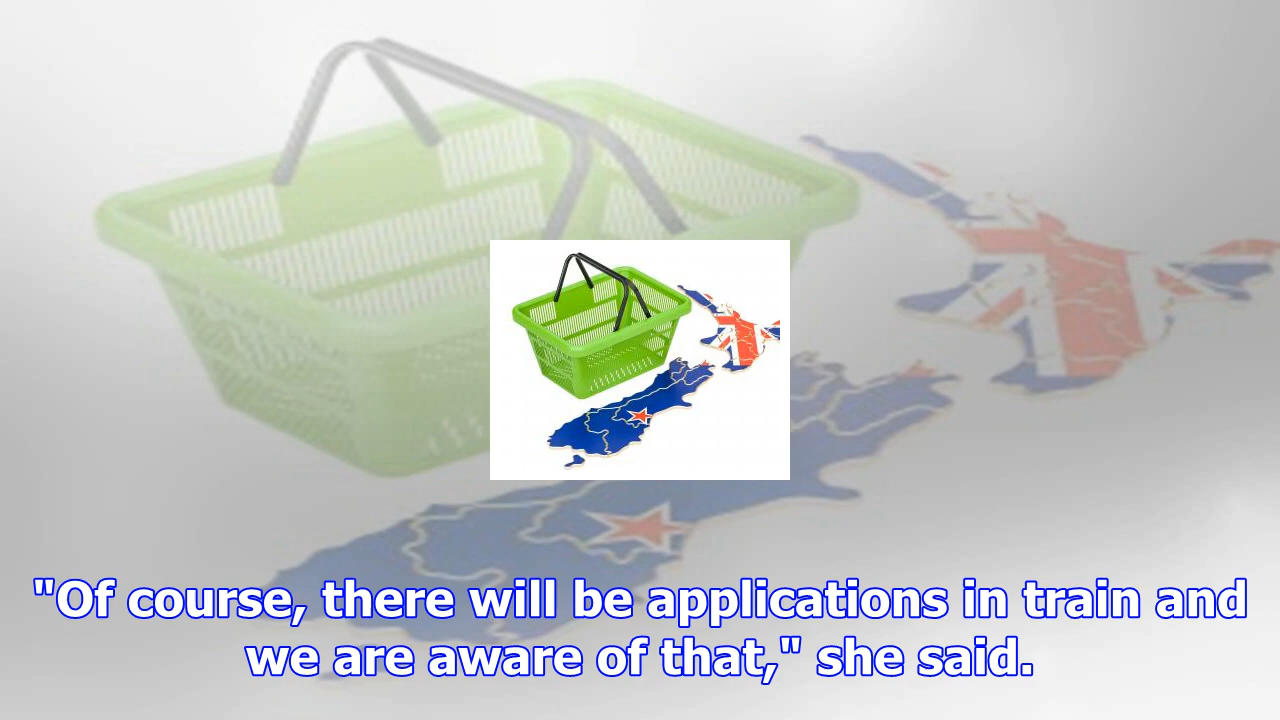 "Of course, there will be applications in train and
we are aware of that," she said.